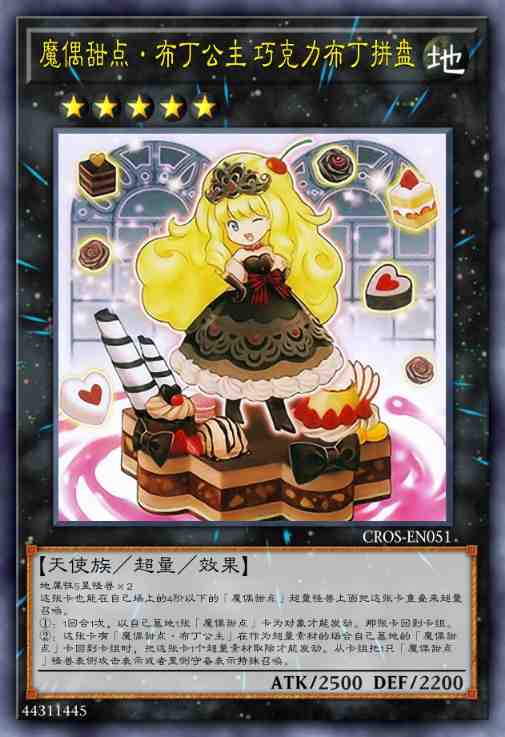 魔偶甜点·布丁公主 巧克力布丁拼盘
地
CROS-EN051
【天使族／超量／效果】
地属性5星怪兽×2
这张卡也能在自己场上的4阶以下的「魔偶甜点」超量怪兽上面把这张卡重叠来超量
召唤。
①：1回合1次，以自己墓地1张「魔偶甜点」卡为对象才能发动。那张卡回到卡组。
②：这张卡有「魔偶甜点·布丁公主」在作为超量素材的场合自己墓地的「魔偶甜
点」卡回到卡组时，把这张卡1个超量素材取除才能发动。从卡组把1只「魔偶甜点
」怪兽表侧攻击表示或者里侧守备表示特殊召唤。
ATK/2500 DEF/2200
44311445